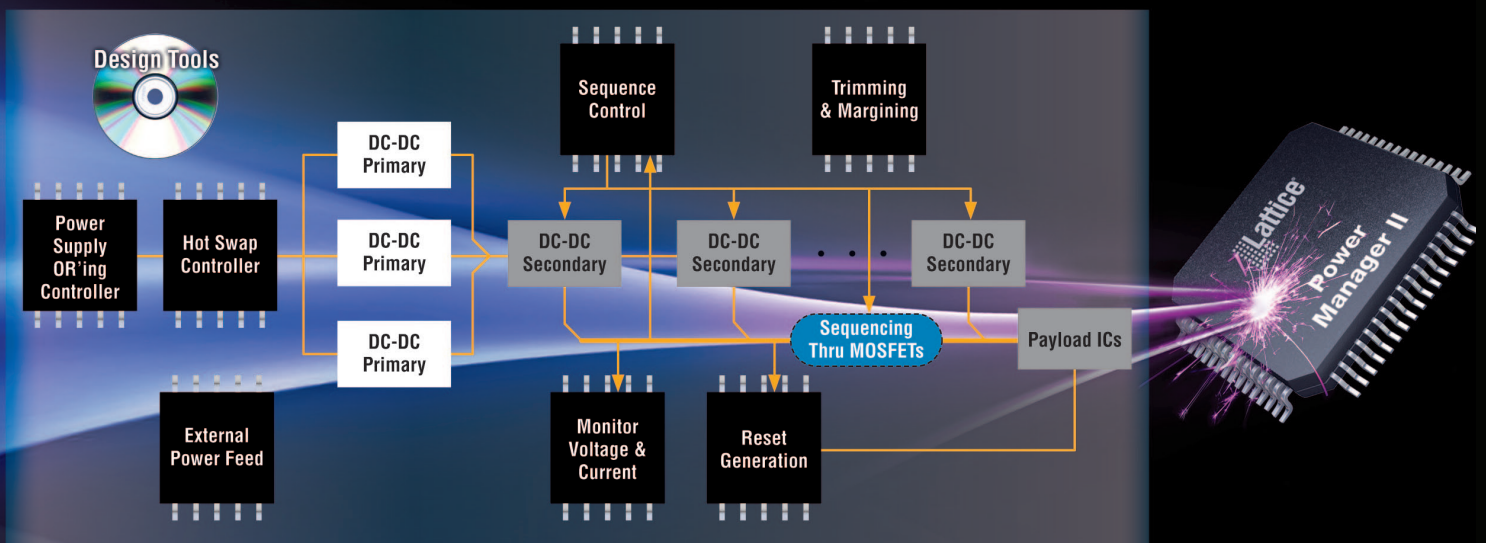 Design Tools
Sequence
Control
Trimming
& Margining
DC-DC
Primary
Power
Supply
OR'ing
Controller
Hot Swap
Controller
DC-DC
Primary
DC-DC
Secondary
DC-DC
Secondary
DC-DC
Secondary
DC-DC
Primary
Sequencing
Thru MOSFETs
Payload ICs
External
Power Feed
Monitor
Voltage &
Current
Reset
Generation
Lattice®
Power
Manager II